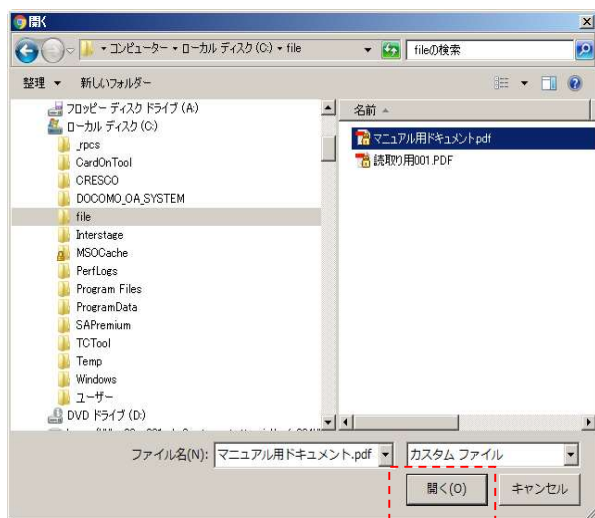 開く
コンピューター ローカル ディスク (C:) file
fileの検索
整理 新しいフォルダー
フロッピー ディスク ドライブ (A:)
ローカル ディスク (C:)
_rpcs
CardOnTool
CRESCO
DOCOMO_OA_SYSTEM
file
Interstage
MSOCache
PerfLogs
Program Files
ProgramData
SAPremium
TCTool
Temp
Windows
ユーザー
DVD ドライブ (D:)
名前
マニュアル用ドキュメント.pdf
読取り用001.PDF
ファイル名(N): マニュアル用ドキュメント.pdf カスタム ファイル
開く(O) キャンセル